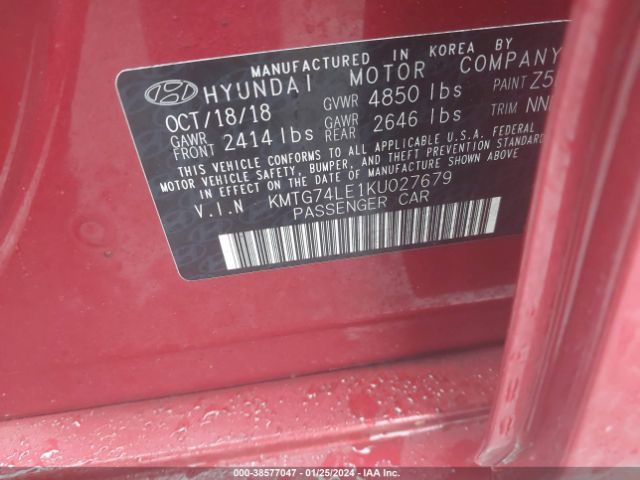 MANUFACTURED IN KOREA BY
HYUNDAI MOTOR COMPANY
OCT/18/18 GVWR 4850 lbs PAINT Z5
GAWR FRONT 2414 lbs GAWR REAR 2646 lbs TRIM NN
THIS VEHICLE CONFORMS TO ALL APPLICABLE U.S.A. FEDERAL
MOTOR VEHICLE SAFETY, BUMPER, AND THEFT PREVENTION STANDARDS
IN EFFECT ON THE DATE OF MANUFACTURE SHOWN ABOVE.
V.I.N KMTG74LE1KU027679
PASSENGER CAR
000-38577047 - 01/25/2024 - IAAI.com